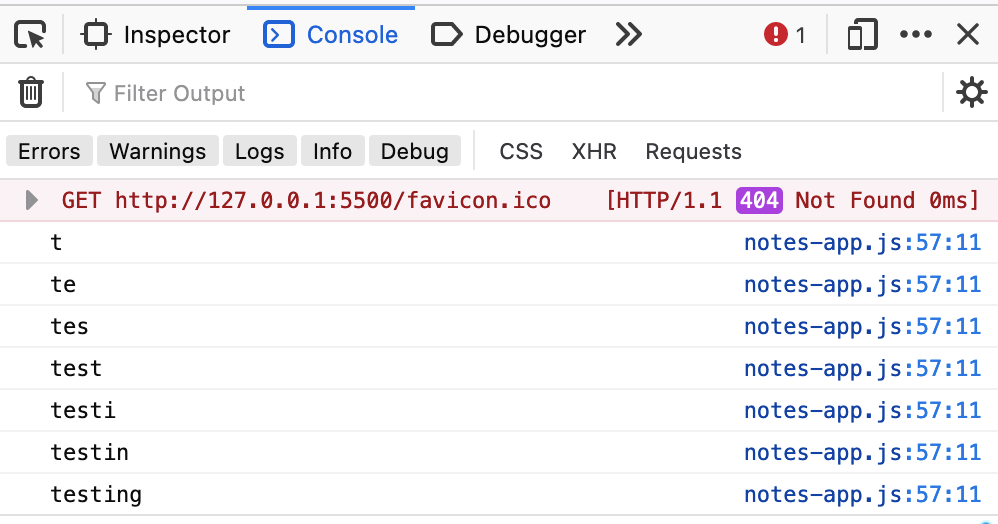 Inspector Console Debugger 1
Filter Output
Errors Warnings Logs Info Debug CSS XHR Requests
GET http://127.0.0.1:5500/favicon.ico [HTTP/1.1 404 Not Found 0ms]
t notes-app.js:57:11
te notes-app.js:57:11
tes notes-app.js:57:11
test notes-app.js:57:11
testi notes-app.js:57:11
testin notes-app.js:57:11
testing notes-app.js:57:11